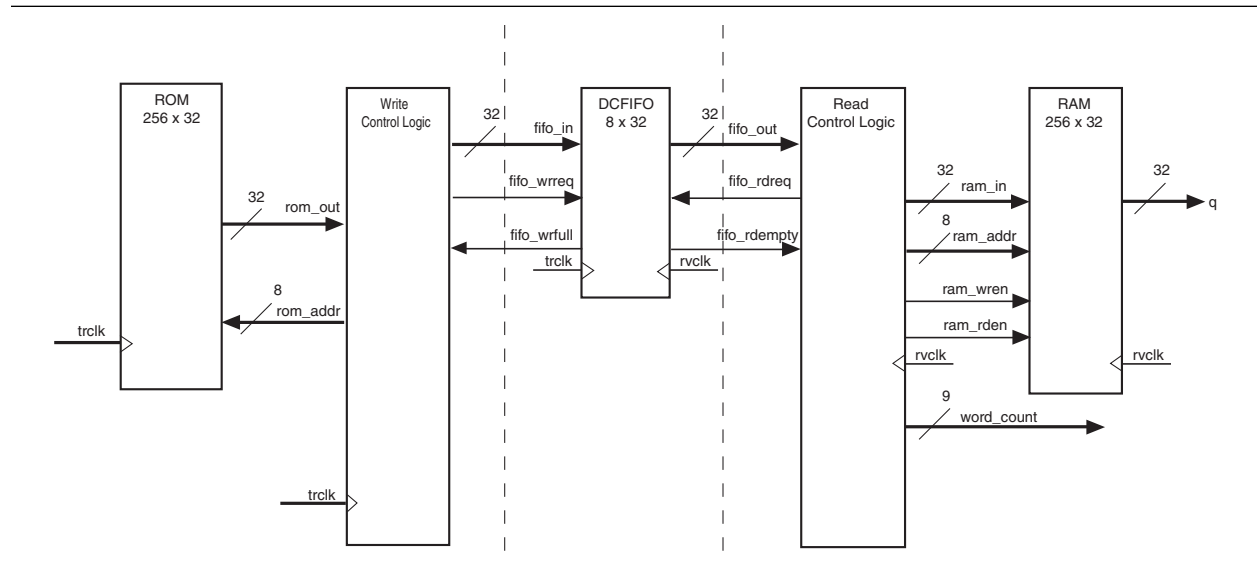 ROM
256 x 32
Write
Control Logic
DCFIFO
8 x 32
Read
Control Logic
RAM
256 x 32
32
fifo_in
32
fifo_out
fifo_wrreq
fifo_rdreq
32
rom_out
32
ram_in
32
q
fifo_wrfull
fifo_rdempty
8
ram_addr
trclk
rvclk
8
rom_addr
ram_wren
trclk
ram_rden
rvclk
rvclk
9
word_count
trclk